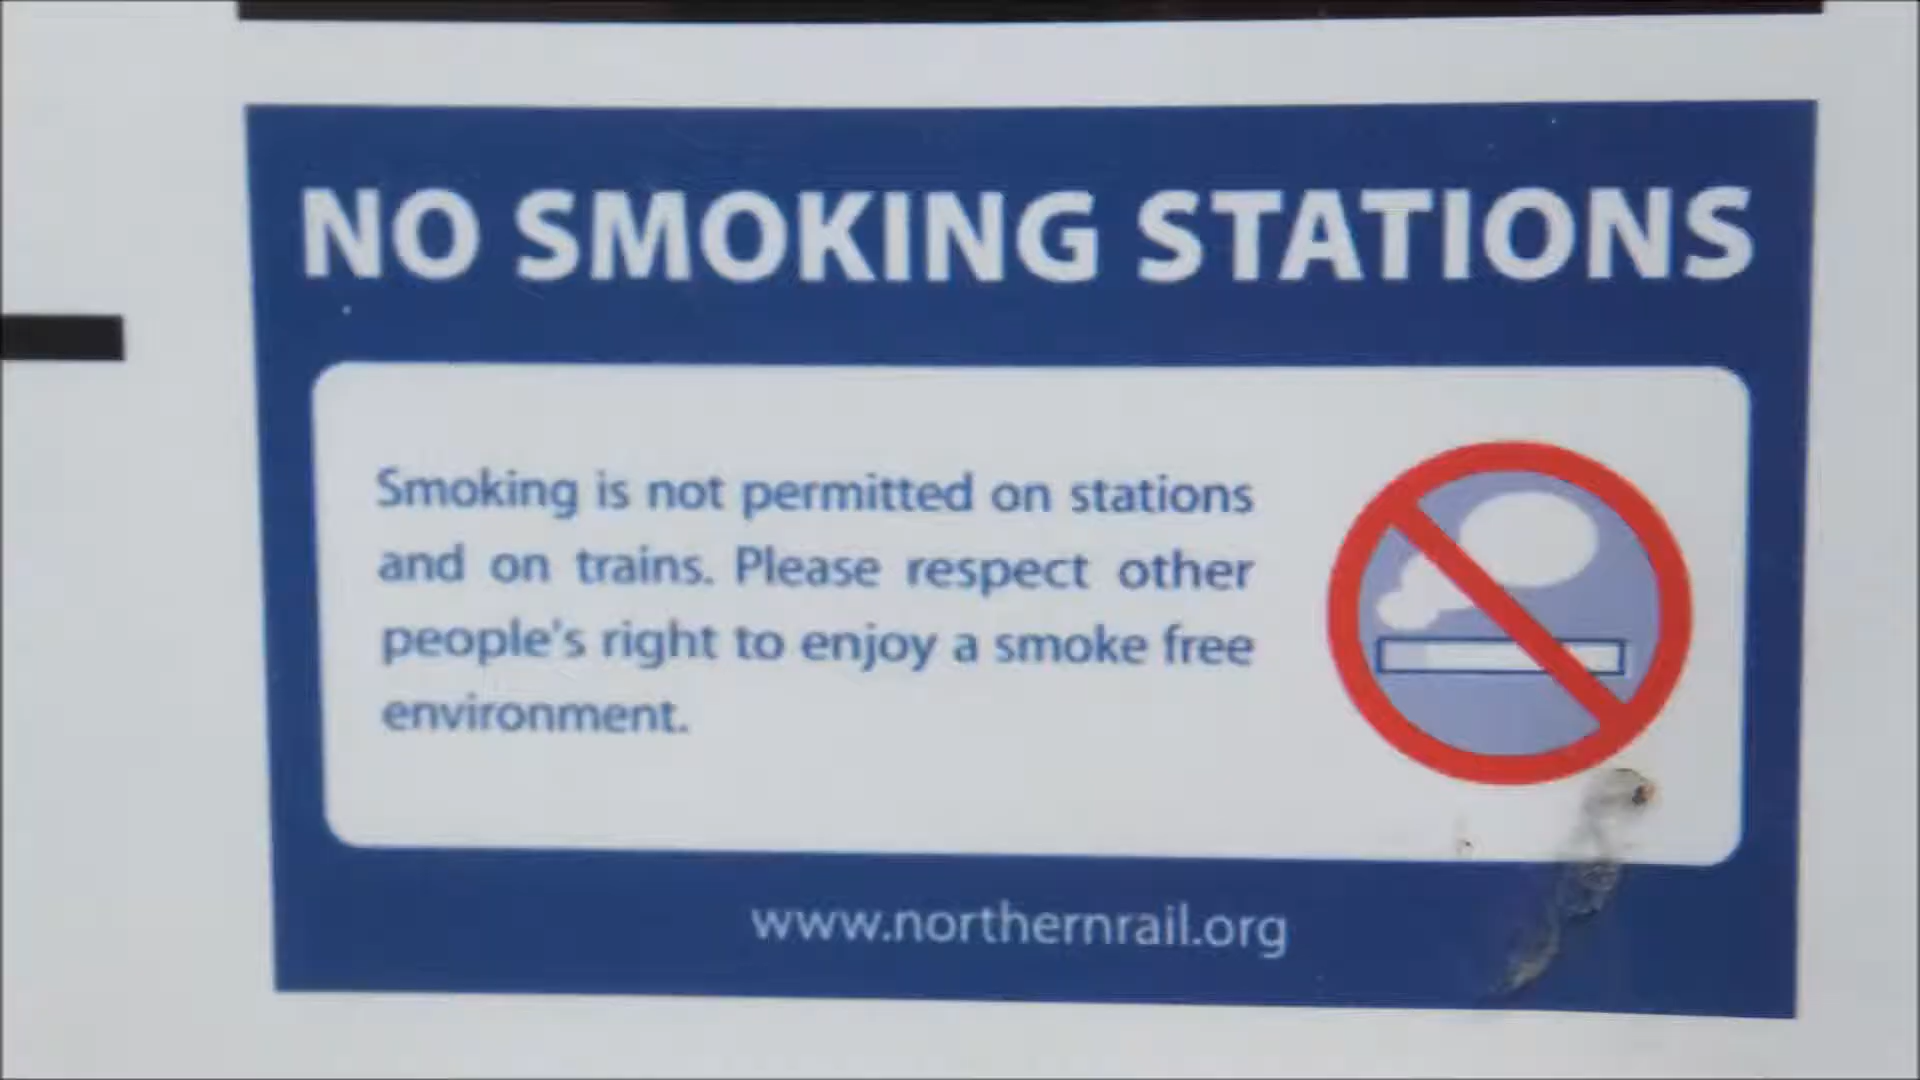 NO SMOKING STATIONS
Smoking is not permitted on stations
and on trains. Please respect other
people's right to enjoy a smoke free
environment.
www.northernrail.org